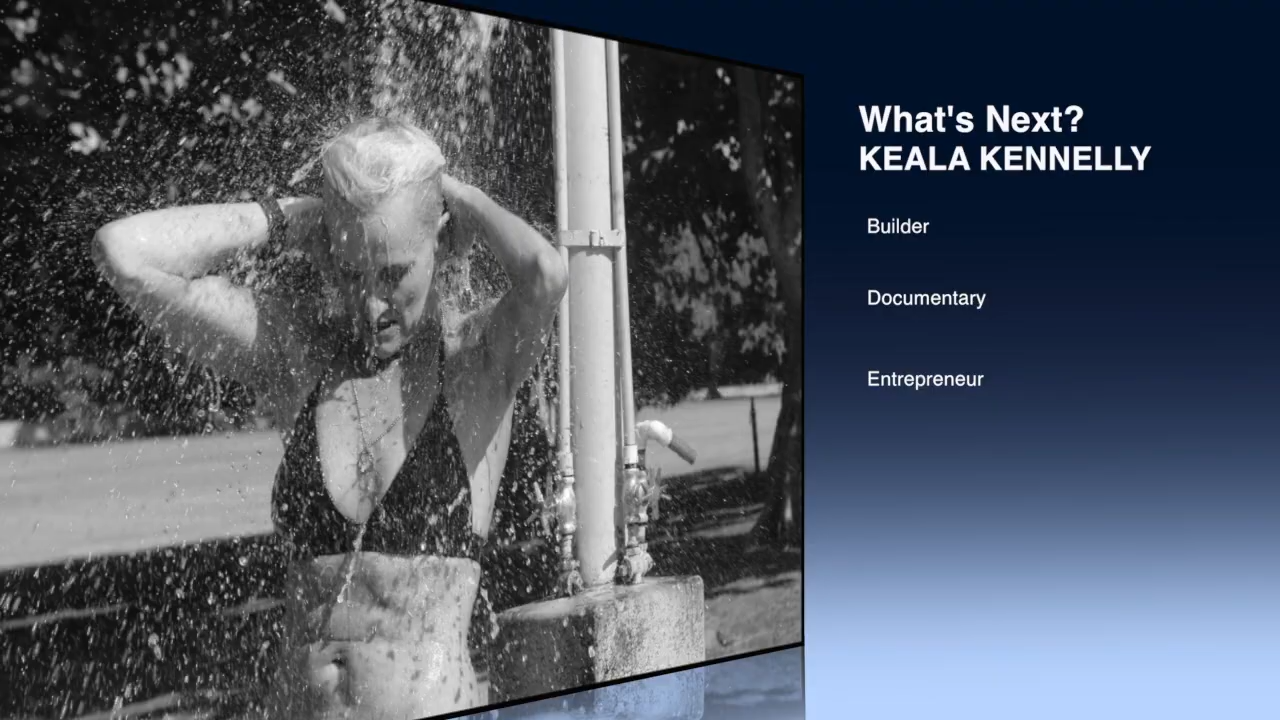 What's Next?
KEALA KENNELLY
Builder
Documentary
Entrepreneur